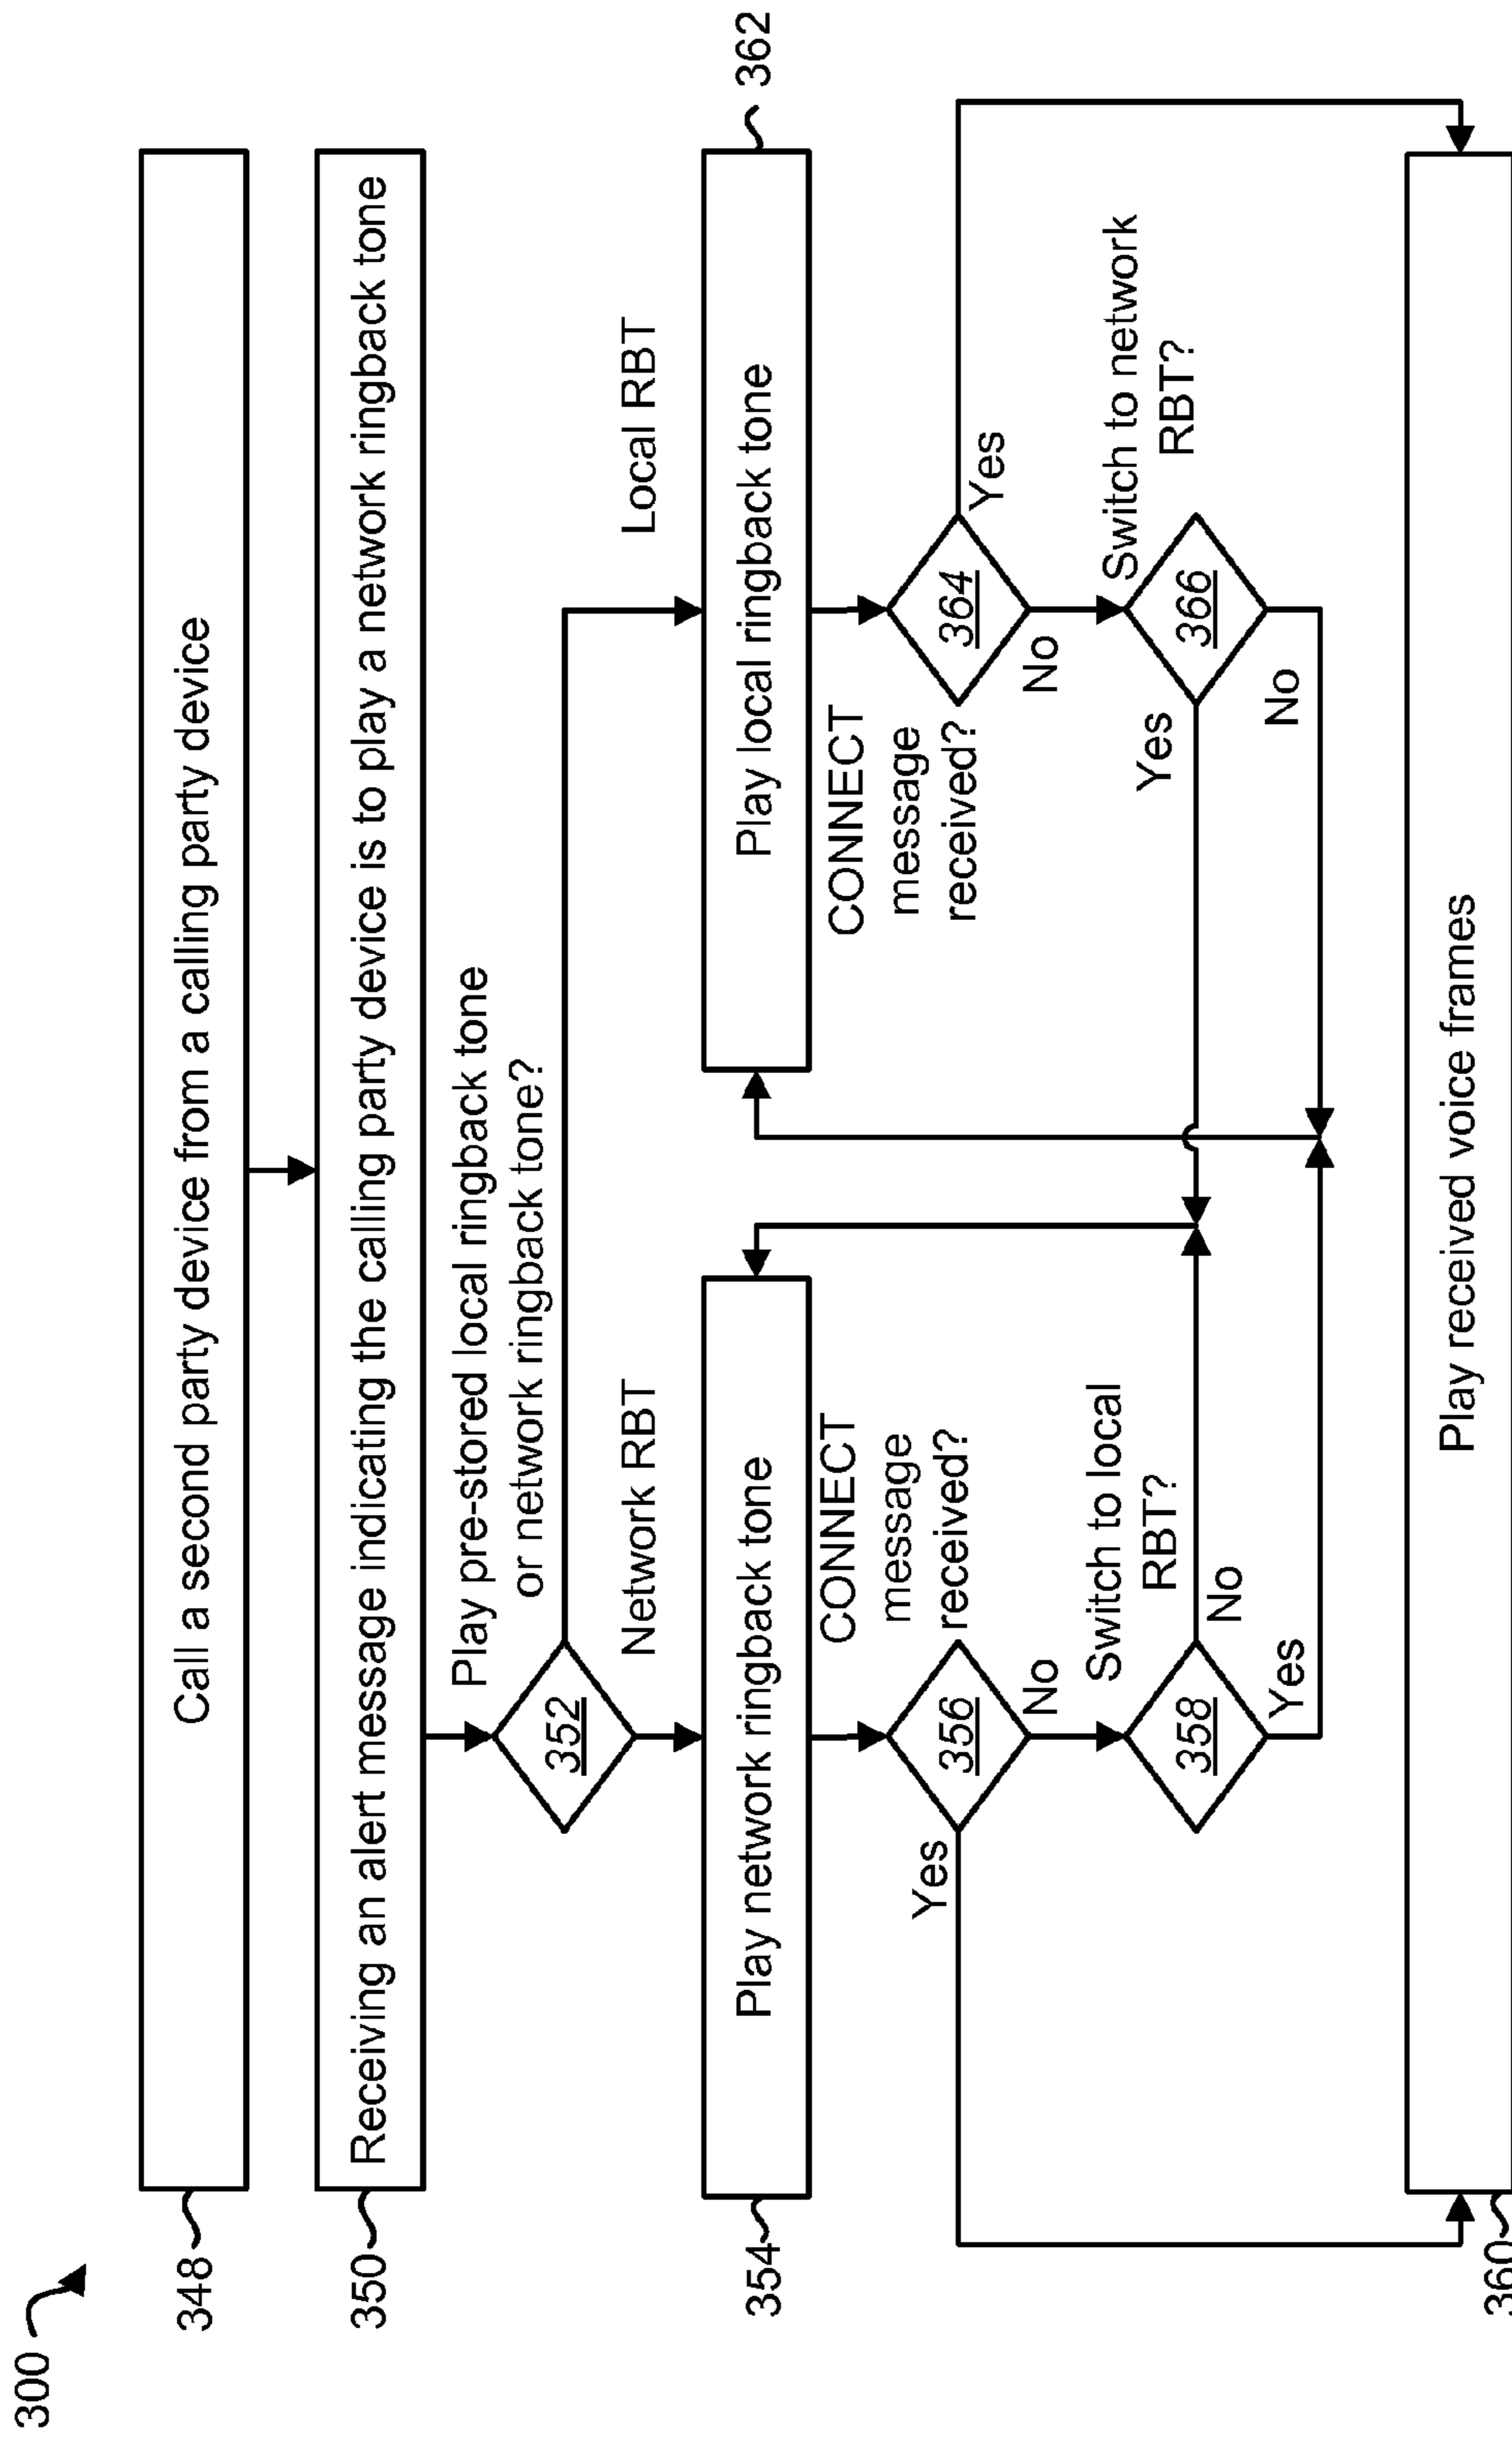 300
348
Call a second party device from a calling party device
350
Receiving an alert message indicating the calling party device is to play a network ringback tone
Play pre-stored local ringback tone
or network ringback tone?
352
Network RBT
Local RBT
354
Play network ringback tone
Play local ringback tone
362
CONNECT
message
received?
356
Yes
No
CONNECT
message
received?
364
Yes
No
Switch to local
RBT?
358
No
Yes
Switch to network
RBT?
366
Yes
No
Play received voice frames
360